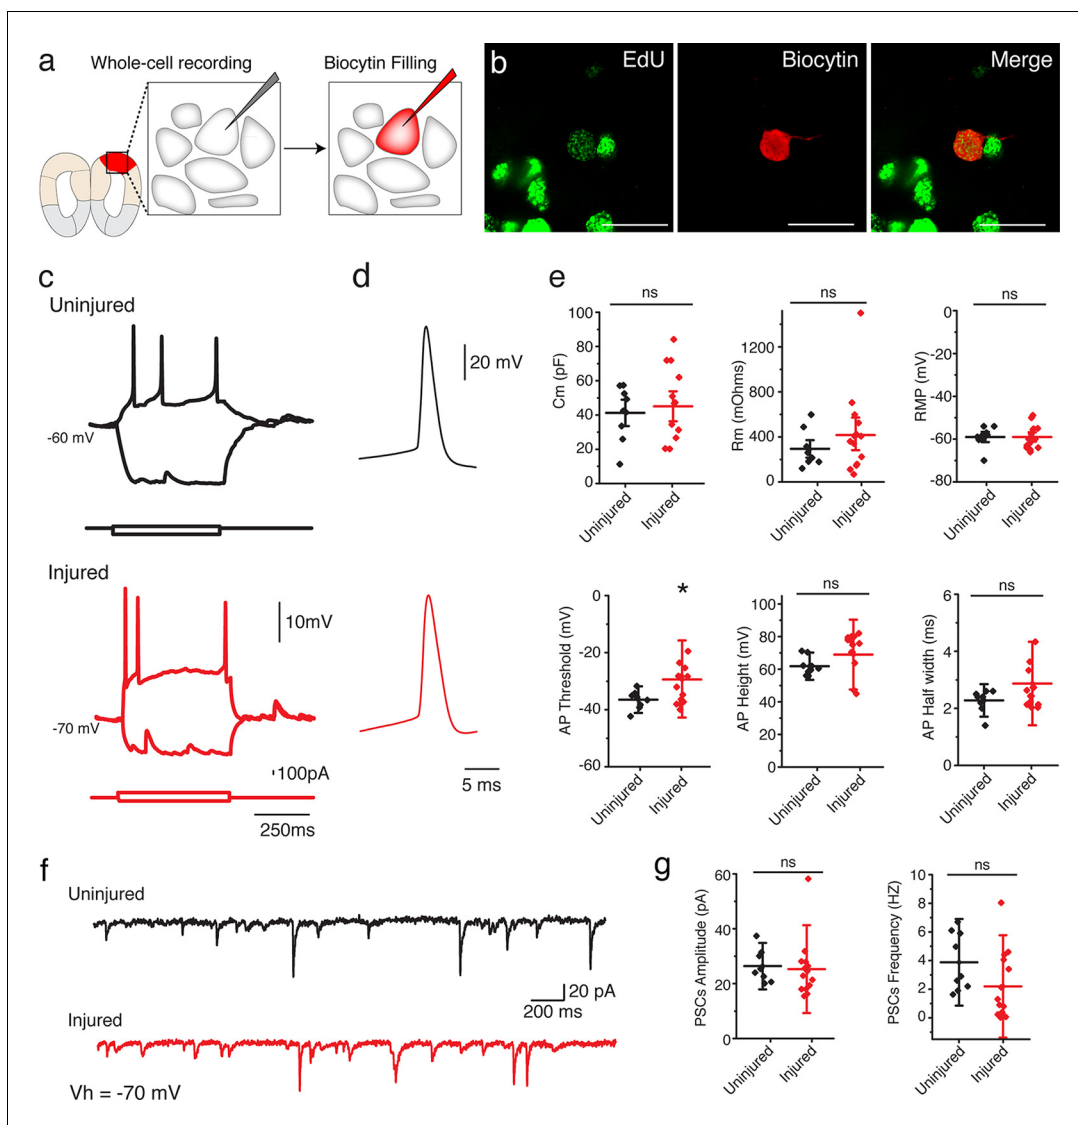 a
Whole-cell recording
Biocytin Filling
b
EdU
Biocytin
Merge
c
Uninjured
-60 mV
Injured
10mV
-70 mV
100pA
250ms
d
20 mV
5 ms
e
ns
Cm (pF)
100
80
60
40
20
0
Uninjured
Injured
ns
Rm (mOhms)
1200
800
400
0
Uninjured
Injured
ns
RMP (mV)
0
-20
-40
-60
-80
Uninjured
Injured
*
AP Threshold (mV)
0
-20
-40
-60
Uninjured
Injured
ns
AP Height (mV)
100
80
60
40
20
0
Uninjured
Injured
ns
AP Half width (ms)
6
4
2
0
Uninjured
Injured
f
Uninjured
20 pA
200 ms
Injured
Vh = -70 mV
g
ns
PSCs Amplitude (pA)
60
40
20
0
Uninjured
Injured
ns
PSCs Frequency (HZ)
10
8
6
4
2
0
Uninjured
Injured